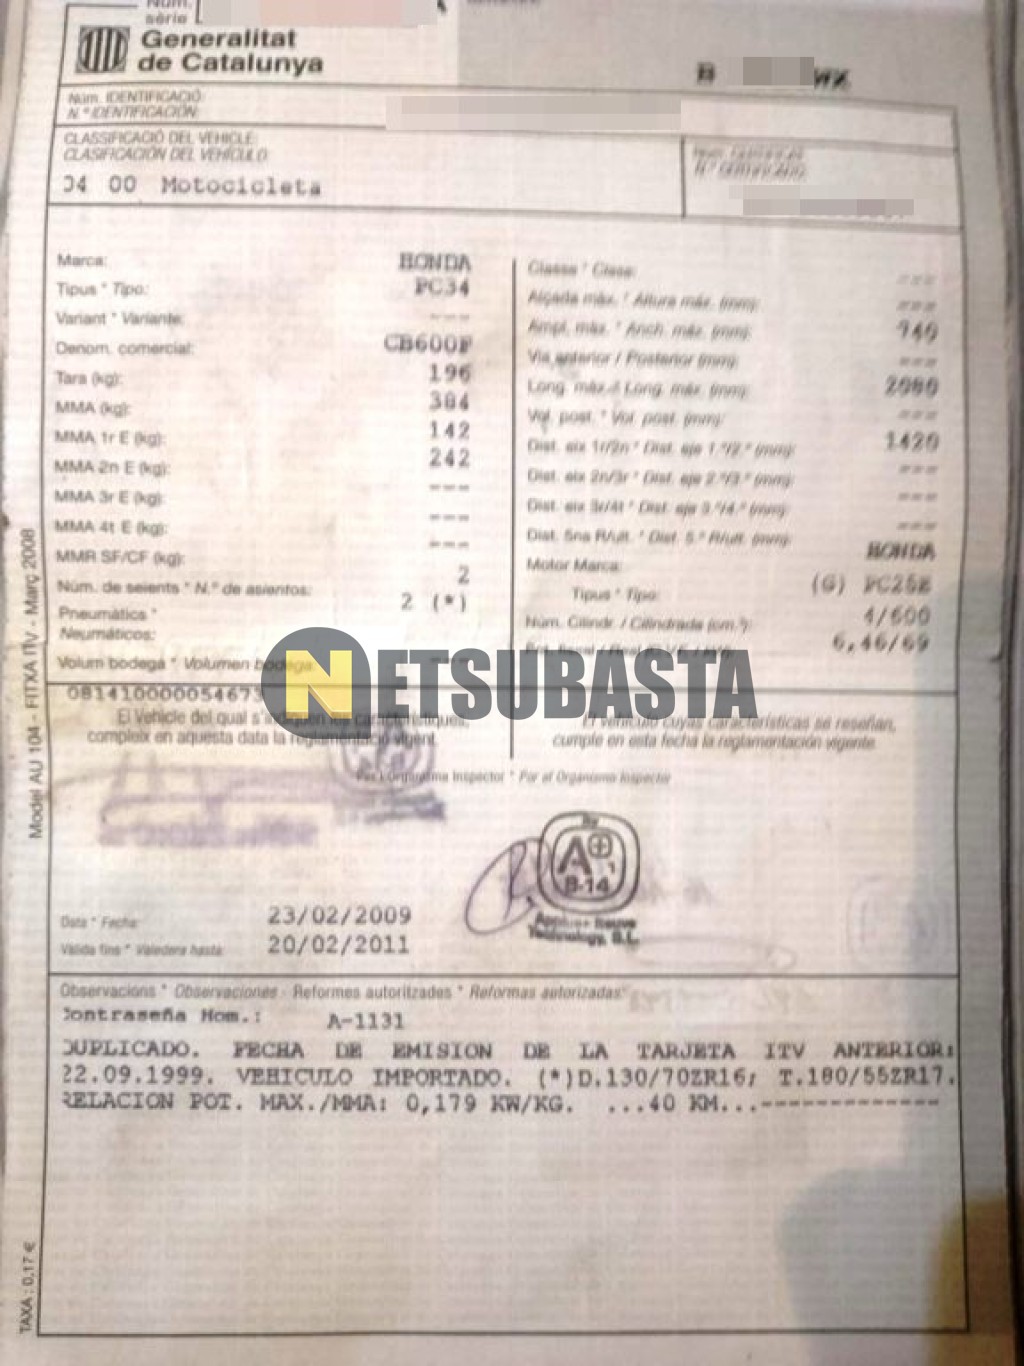 Núm.
sèrie
Generalitat
de Catalunya
B WX
Núm. IDENTIFICACIÓ:
N.º IDENTIFICACIÓN:
CLASSIFICACIÓ DEL VEHICLE:
CLASIFICACIÓN DEL VEHÍCULO:
04 00 Motocicleta
Marca: HONDA
Tipus * Tipo: PC34
Variant * Variante: ---
Denom. comercial: CB600F
Tara (kg): 196
MMA (kg): 384
MMA 1r E (kg): 142
MMA 2n E (kg): 242
MMA 3r E (kg): ---
MMA 4t E (kg): ---
MMR SF/CF (kg): ---
Núm. de seients * N.º de asientos: 2
Pneumàtics * 2 (*)
Neumáticos:
Volum bodega * Volumen bodega:
Classe * Clase: ---
Alçada màx. * Altura máx. (mm): ---
Ampl. màx. * Anch. máx. (mm): 740
Via anterior / Posterior (mm): ---
Long. màx. / Long. máx. (mm): 2080
Vol. post. * Vol. post. (mm): ---
Dist. eix 1r/2n * Dist. eje 1.º/2.º (mm): 1420
Dist. eix 2n/3r * Dist. eje 2.º/3.º (mm): ---
Dist. eix 3r/4t * Dist. eje 3.º/4.º (mm): ---
Dist. 5na R/ult. * Dist. 5.ª R/ult. (mm): ---
Motor Marca: HONDA
Tipus * Tipo: (G) PC25E
Núm. Cilindr. / Cilindrada (cm.³): 4/600
6,46/69
NETSUBASTA
081410000054673
El Vehicle del qual s'indiquen les característiques,
compleix en aquesta data la reglamentació vigent.
El vehículo cuyas características se reseñan,
cumple en esta fecha la reglamentación vigente.
Per l'Organisme Inspector * Por el Organismo Inspector
By
A+
B-14
Applus+ Iteuve
Technology, S.L.
Data * Fecha: 23/02/2009
Vàlida fins * Valedera hasta: 20/02/2011
Observacions * Observaciones - Reformes autoritzades * Reformas autorizadas
Contraseña Hom.: A-1131
DUPLICADO. FECHA DE EMISION DE LA TARJETA ITV ANTERIOR:
22.09.1999. VEHICULO IMPORTADO. (*)D.130/70ZR16; T.180/55ZR17.
RELACION POT. MAX./MMA: 0,179 KW/KG. ...40 KM...-------------
Model AU 104 - FITXA ITV - Març 2008
TAXA: 0,17 €